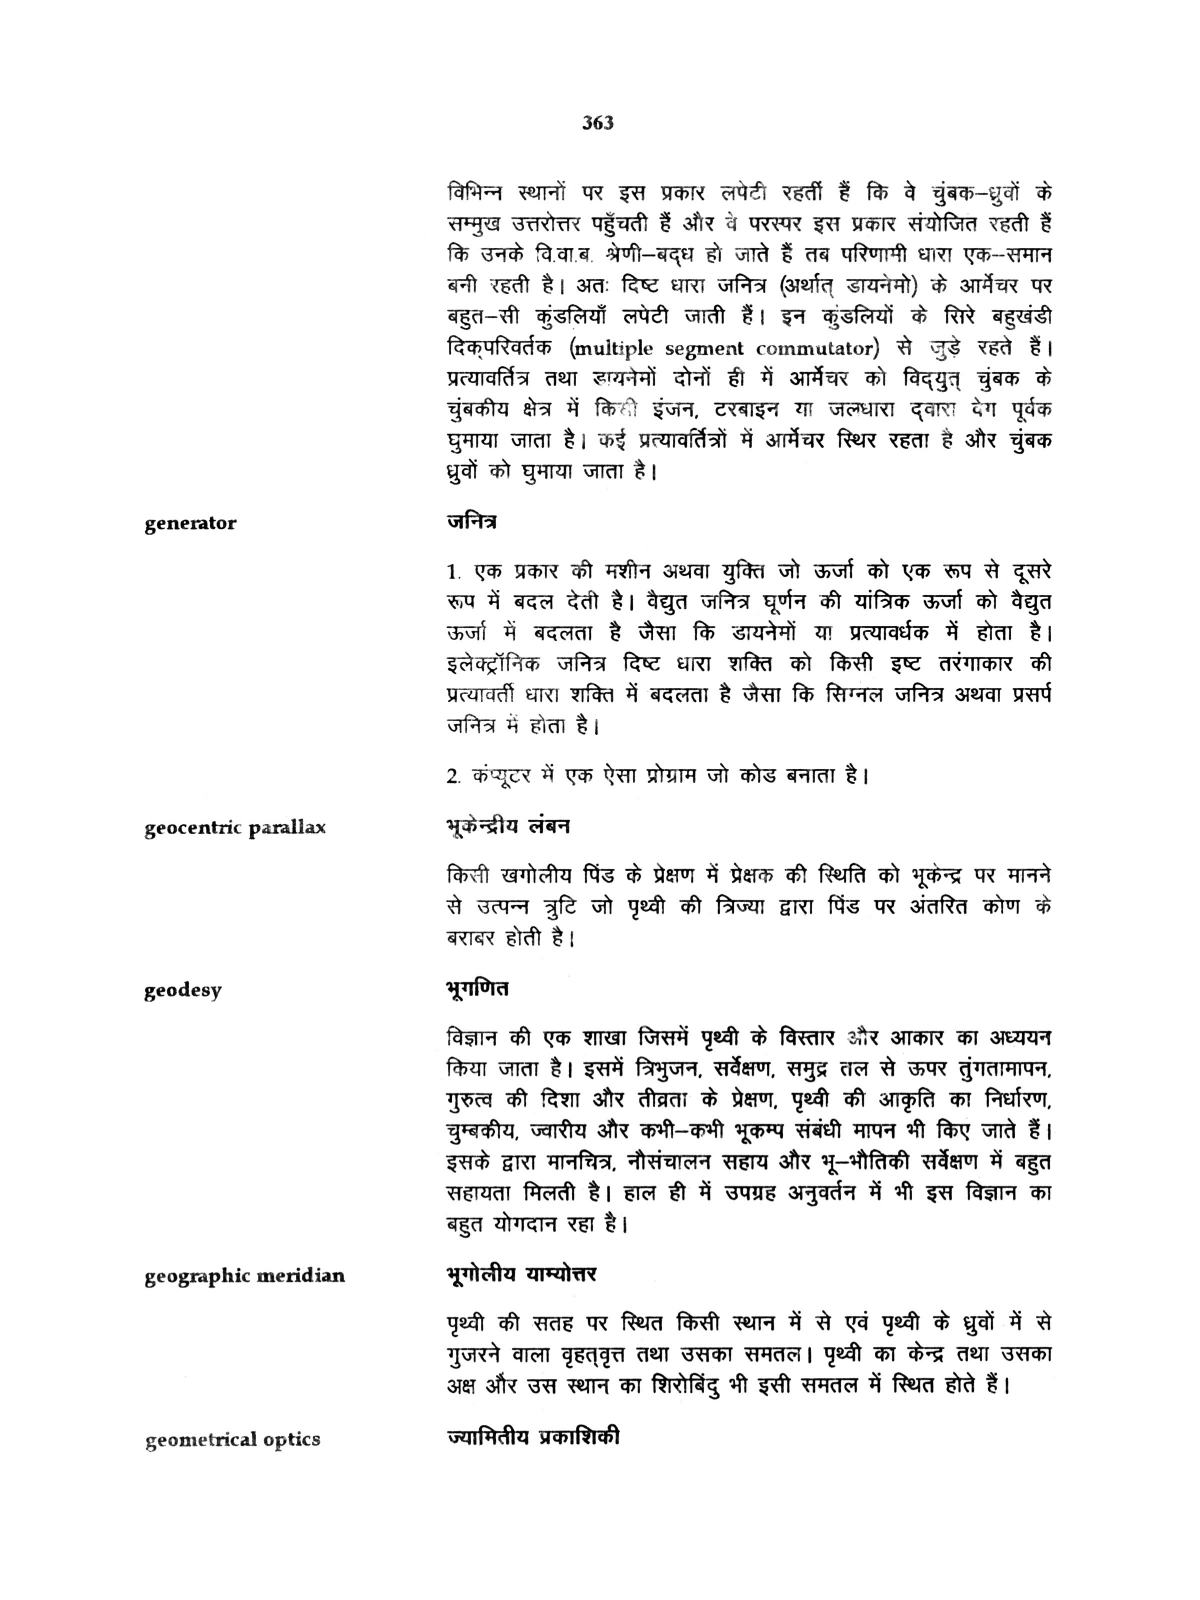 363
विभिन्न स्थानों पर इस प्रकार लपेटी रहतीं हैं कि वे चुंबक–ध्रुवों के
सम्मुख उत्तरोत्तर पहुँचती हैं और वे परस्पर इस प्रकार संयोजित रहती हैं
कि उनके वि.वा.ब. श्रेणी–बद्ध हो जाते हैं तब परिणामी धारा एक--समान
बनी रहती है। अतः दिष्ट धारा जनित्र (अर्थात् डायनेमो) के आर्मेचर पर
बहुत–सी कुंडलियाँ लपेटी जाती हैं। इन कुंडलियों के सिरे बहुखंडी
दिक्‌परिवर्तक (multiple segment commutator) से जुड़े रहते हैं।
प्रत्यावर्तित्र तथा डायनेमों दोनों ही में आर्मेचर को विद्‌युत् चुंबक के
चुंबकीय क्षेत्र में किसी इंजन, टरबाइन या जलधारा द्‌वारा वेग पूर्वक
घुमाया जाता है। कई प्रत्यावर्तित्रों में आर्मेचर स्थिर रहता है और चुंबक
ध्रुवों को घुमाया जाता है।
generator जनित्र
1. एक प्रकार की मशीन अथवा युक्ति जो ऊर्जा को एक रूप से दूसरे
रूप में बदल देती है। वैद्युत जनित्र घूर्णन की यांत्रिक ऊर्जा को वैद्युत
ऊर्जा में बदलता है जैसा कि डायनेमों या प्रत्यावर्धक में होता है।
इलेक्ट्रॉनिक जनित्र दिष्ट धारा शक्ति को किसी इष्ट तरंगाकार की
प्रत्यावर्ती धारा शक्ति में बदलता है जैसा कि सिग्नल जनित्र अथवा प्रसर्प
जनित्र में होता है।
2. कंप्यूटर में एक ऐसा प्रोग्राम जो कोड बनाता है।
geocentric parallax भूकेन्द्रीय लंबन
किसी खगोलीय पिंड के प्रेक्षण में प्रेक्षक की स्थिति को भूकेन्द्र पर मानने
से उत्पन्न त्रुटि जो पृथ्वी की त्रिज्या द्वारा पिंड पर अंतरित कोण के
बराबर होती है।
geodesy भूगणित
विज्ञान की एक शाखा जिसमें पृथ्वी के विस्तार और आकार का अध्ययन
किया जाता है। इसमें त्रिभुजन, सर्वेक्षण, समुद्र तल से ऊपर तुंगतामापन,
गुरुत्व की दिशा और तीव्रता के प्रेक्षण, पृथ्वी की आकृति का निर्धारण,
चुम्बकीय, ज्वारीय और कभी–कभी भूकम्प संबंधी मापन भी किए जाते हैं।
इसके द्वारा मानचित्र, नौसंचालन सहाय और भू–भौतिकी सर्वेक्षण में बहुत
सहायता मिलती है। हाल ही में उपग्रह अनुवर्तन में भी इस विज्ञान का
बहुत योगदान रहा है।
geographic meridian भूगोलीय याम्योत्तर
पृथ्वी की सतह पर स्थित किसी स्थान में से एवं पृथ्वी के ध्रुवों में से
गुजरने वाला वृहत्‌वृत्त तथा उसका समतल। पृथ्वी का केन्द्र तथा उसका
अक्ष और उस स्थान का शिरोबिंदु भी इसी समतल में स्थित होते हैं।
geometrical optics ज्यामितीय प्रकाशिकी